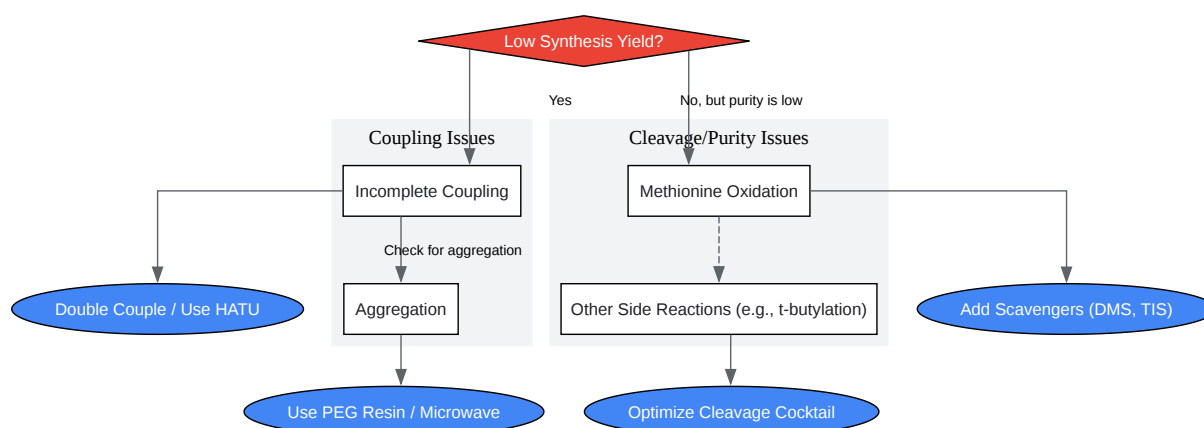 Low Synthesis Yield?
Yes
No, but purity is low
Coupling Issues
Cleavage/Purity Issues
Incomplete Coupling
Methionine Oxidation
Check for aggregation
Double Couple / Use HATU
Aggregation
Other Side Reactions (e.g., t-butylation)
Add Scavengers (DMS, TIS)
Use PEG Resin / Microwave
Optimize Cleavage Cocktail